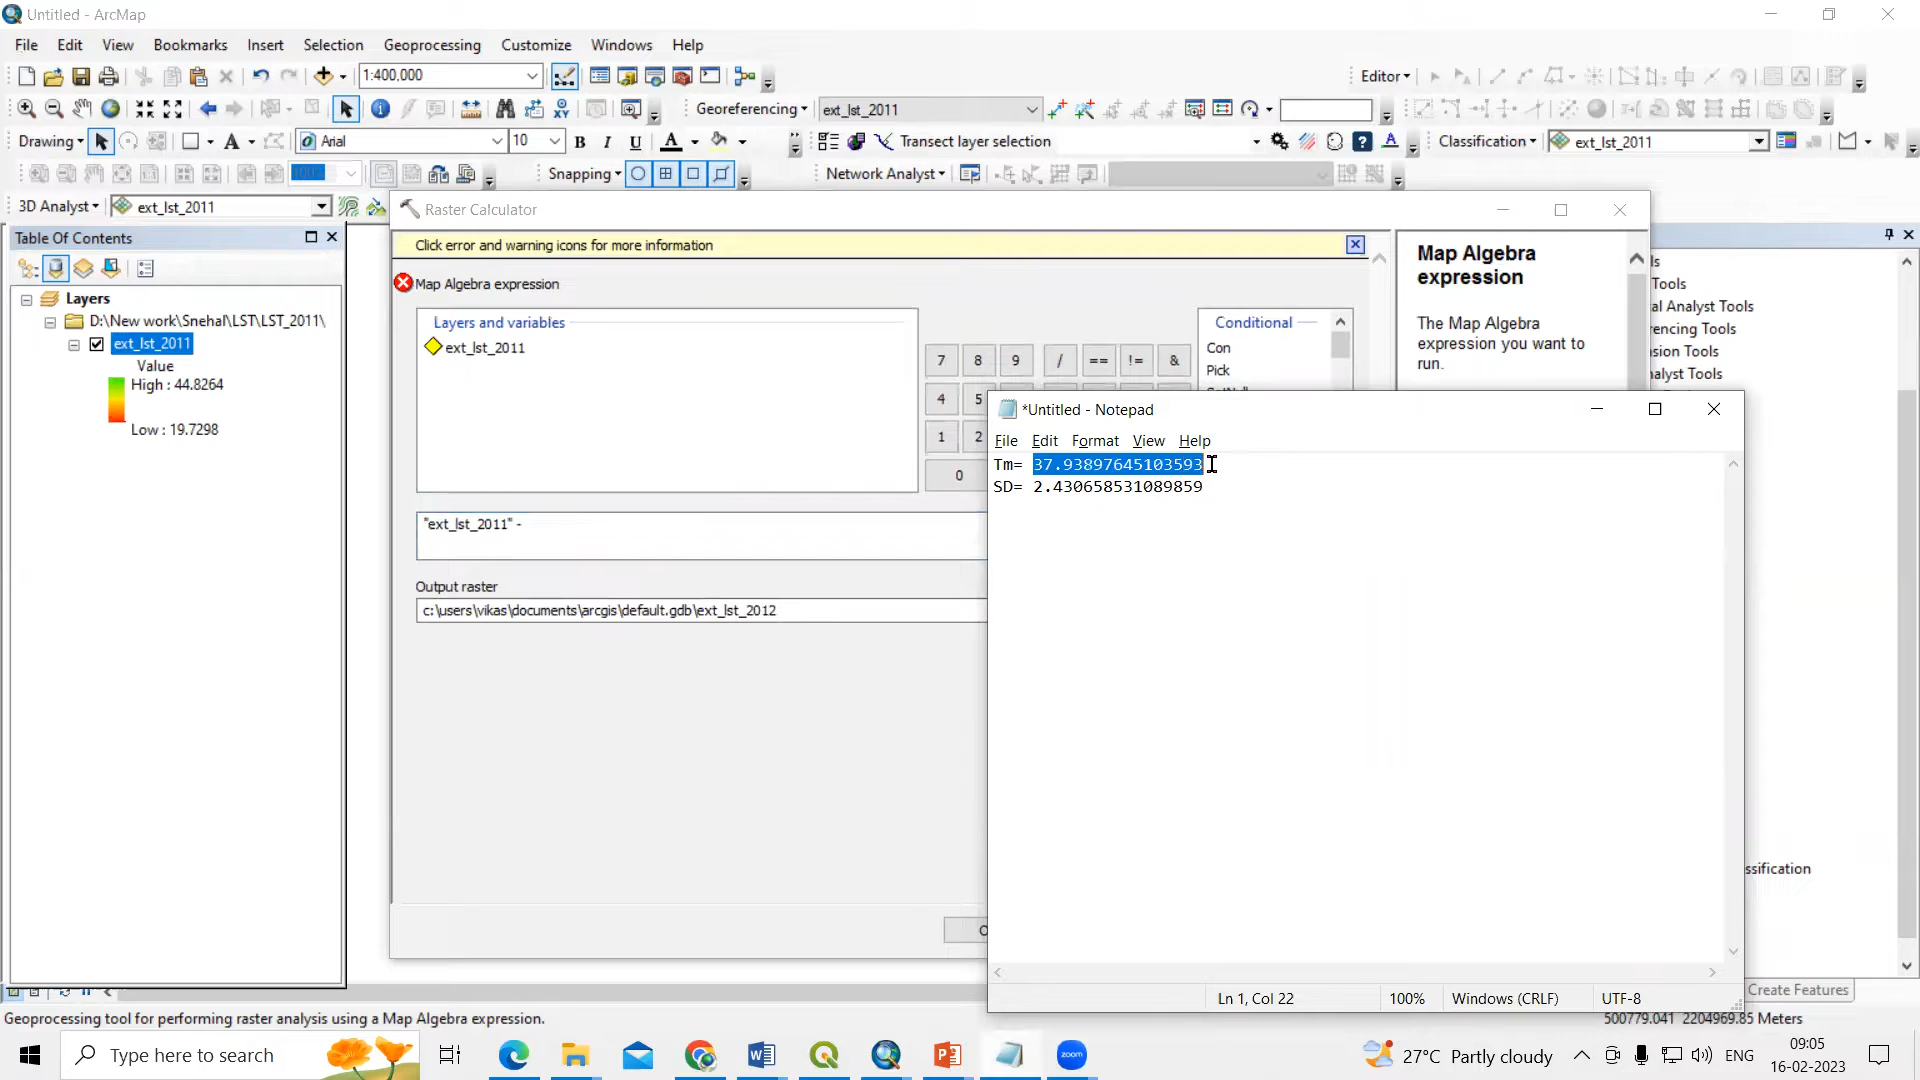 Untitled - ArcMap
File Edit View Bookmarks Insert Selection Geoprocessing Customize Windows Help
1:400,000
Editor
Georeferencing ext_lst_2011
Drawing Arial 10 B I U A
Transect layer selection
Classification ext_lst_2011
Snapping
Network Analyst
3D Analyst ext_lst_2011
Raster Calculator
Table Of Contents
Click error and warning icons for more information
Map Algebra expression
Layers
D:\New work\Snehal\LST\LST_2011\
ext_lst_2011
Value
High : 44.8264
Low : 19.7298
Layers and variables
ext_lst_2011
7 8 9 / == != &
4 5
1 2
0
Conditional
Con
Pick
"ext_lst_2011" -
Output raster
c:\users\vikas\documents\arcgis\default.gdb\ext_lst_2012
Map Algebra
expression
The Map Algebra
expression you want to
run.
ls
Tools
al Analyst Tools
rencing Tools
sion Tools
nalyst Tools
ssification
*Untitled - Notepad
File Edit Format View Help
Tm= 37.93897645103593
SD= 2.430658531089859
Ln 1, Col 22 100% Windows (CRLF) UTF-8
Create Features
Geoprocessing tool for performing raster analysis using a Map Algebra expression.
500779.041 2204969.85 Meters
Type here to search
zoom
27°C Partly cloudy
ENG
09:05
16-02-2023